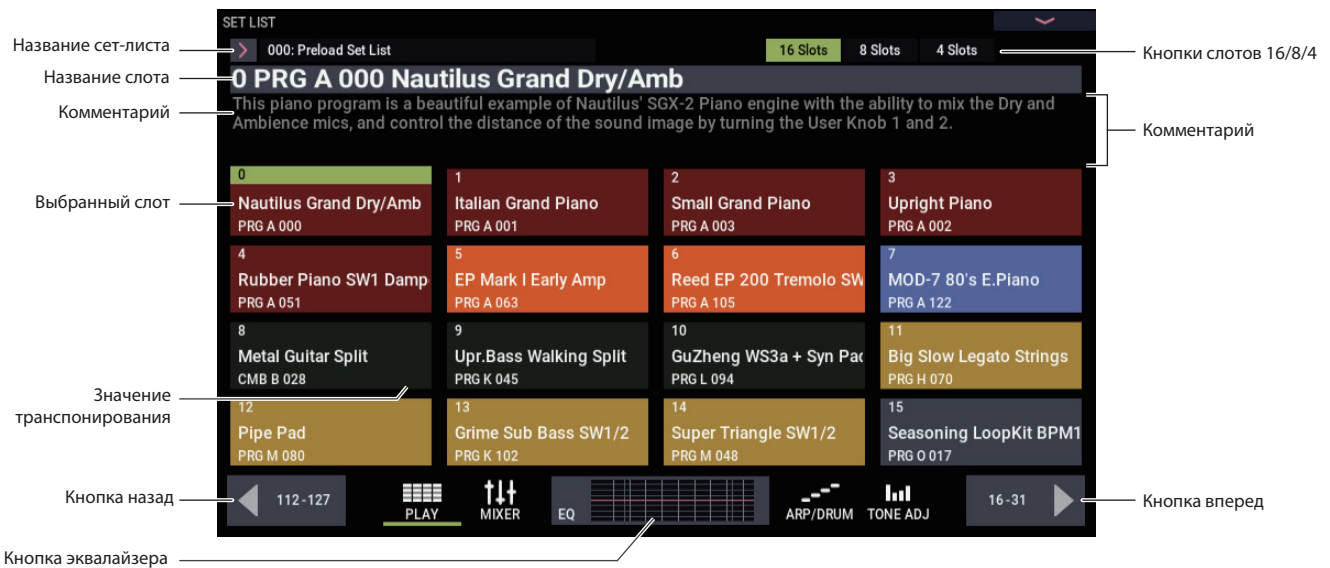 SET LIST
Название сет-листа
000: Preload Set List
16 Slots
8 Slots
4 Slots
Кнопки слотов 16/8/4
Название слота
0 PRG A 000 Nautilus Grand Dry/Amb
Комментарий
This piano program is a beautiful example of Nautilus' SGX-2 Piano engine with the ability to mix the Dry and
Ambience mics, and control the distance of the sound image by turning the User Knob 1 and 2.
Комментарий
Выбранный слот
0
Nautilus Grand Dry/Amb
PRG A 000
1
Italian Grand Piano
PRG A 001
2
Small Grand Piano
PRG A 003
3
Upright Piano
PRG A 002
4
Rubber Piano SW1 Damp
PRG A 051
5
EP Mark I Early Amp
PRG A 063
6
Reed EP 200 Tremolo SW
PRG A 105
7
MOD-7 80's E.Piano
PRG A 122
8
Metal Guitar Split
CMB B 028
9
Upr.Bass Walking Split
PRG K 045
10
GuZheng WS3a + Syn Pad
PRG L 094
11
Big Slow Legato Strings
PRG H 070
Значение
транспонирования
12
Pipe Pad
PRG M 080
13
Grime Sub Bass SW1/2
PRG K 102
14
Super Triangle SW1/2
PRG M 048
15
Seasoning LoopKit BPM1
PRG O 017
Кнопка назад
112-127
PLAY
MIXER
EQ
ARP/DRUM
TONE ADJ
16-31
Кнопка вперед
Кнопка эквалайзера